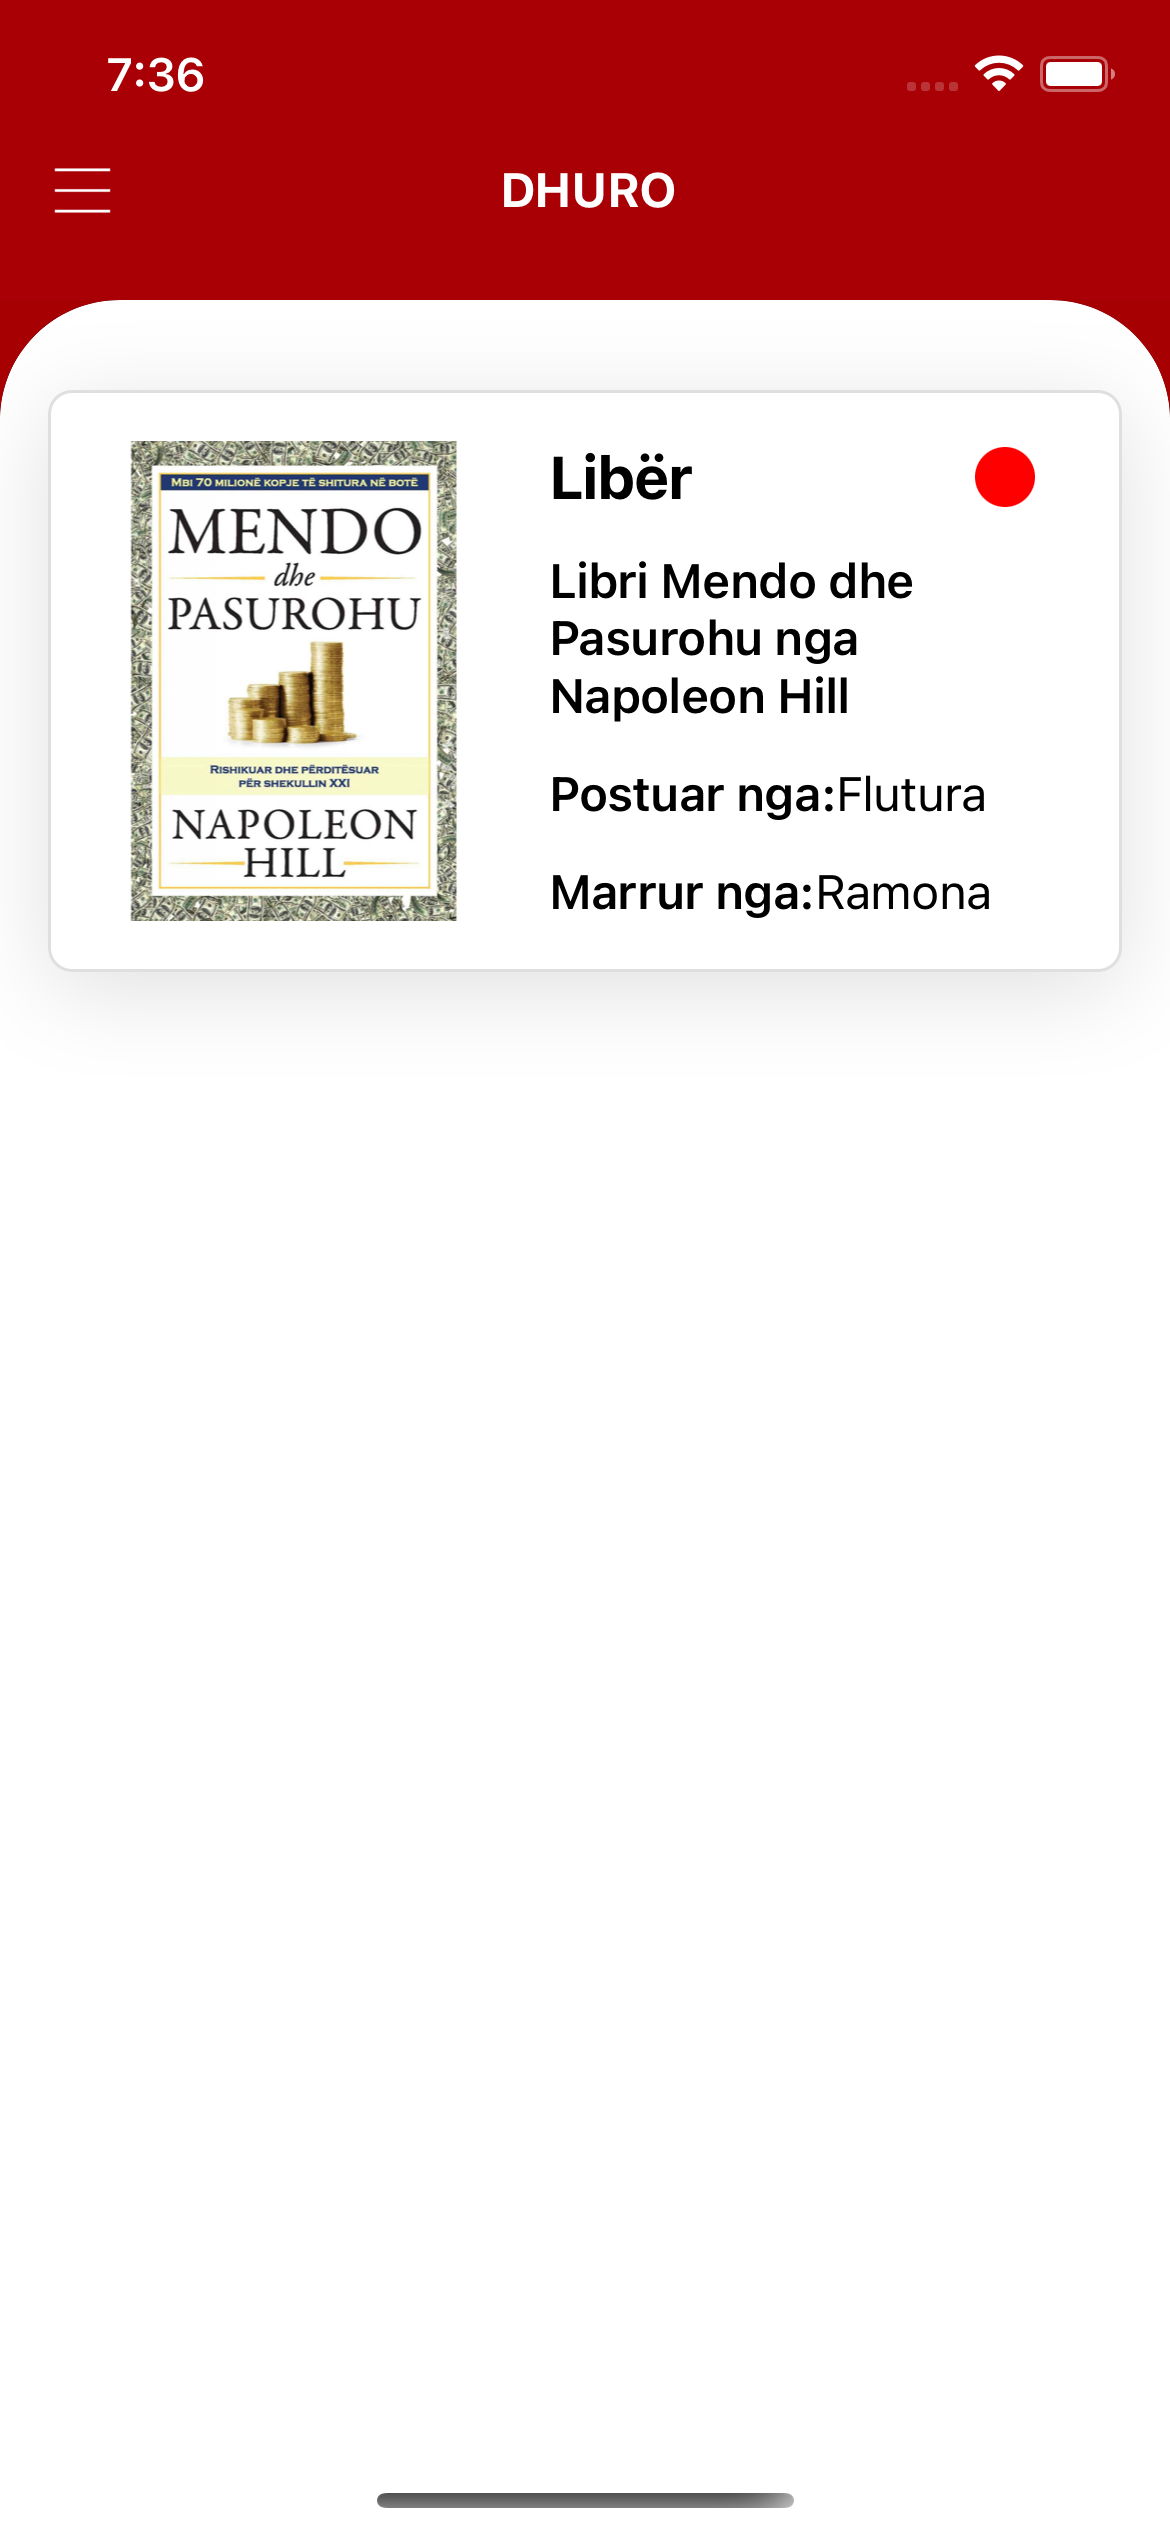 7:36
DHURO
MBI 70 MILIONË KOPJE TË SHITURA NË BOTË
MENDO
dhe
PASUROHU
RISHIKUAR DHE PËRDITËSUAR
PËR SHEKULLIN XXI
NAPOLEON
HILL
Libër
Libri Mendo dhe
Pasurohu nga
Napoleon Hill
Postuar nga:Flutura
Marrur nga:Ramona